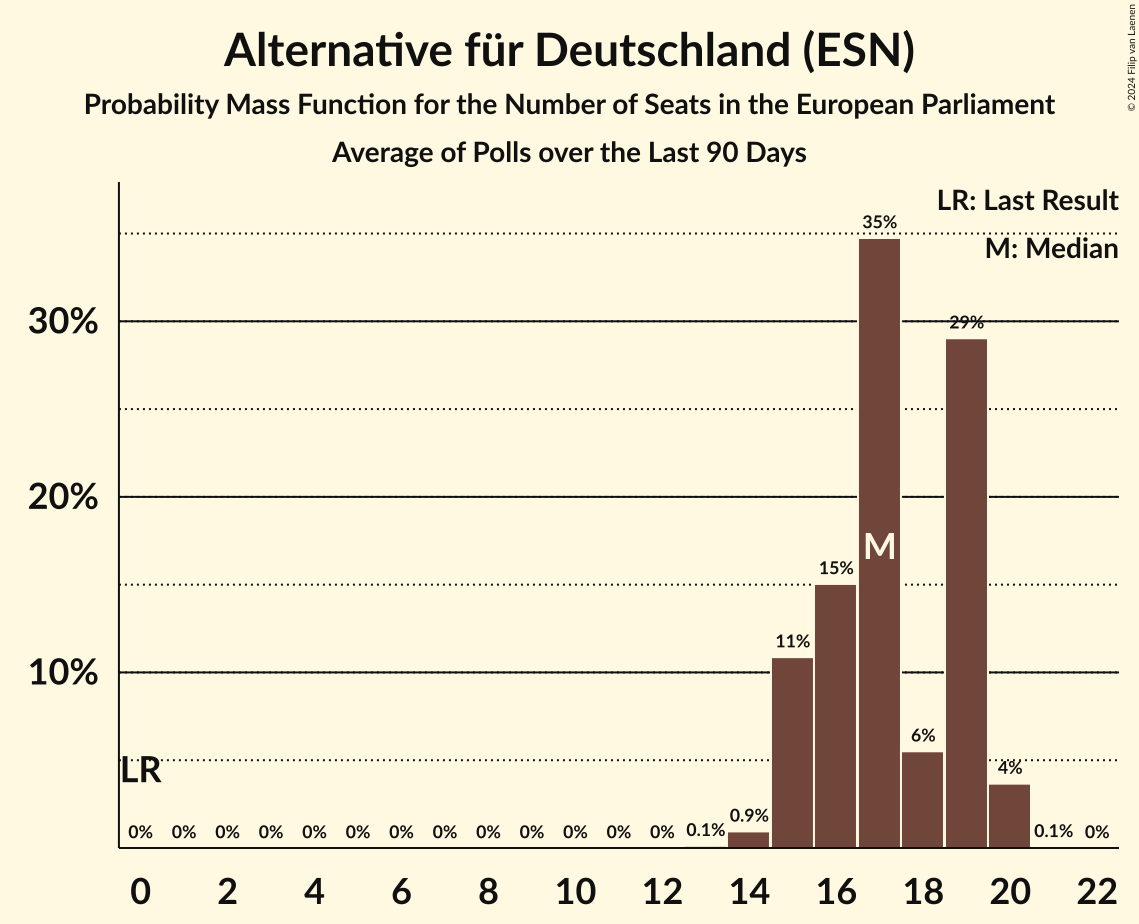 Alternative für Deutschland (ESN)
Probability Mass Function for the Number of Seats in the European Parliament
Average of Polls over the Last 90 Days
© 2024 Filip van Laenen
LR: Last Result
M: Median
30%
20%
10%
35%
29%
M
15%
11%
6%
4%
LR
0% 0% 0% 0% 0% 0% 0% 0% 0% 0% 0% 0% 0% 0.1% 0.9% 0.1% 0%
0 2 4 6 8 10 12 14 16 18 20 22